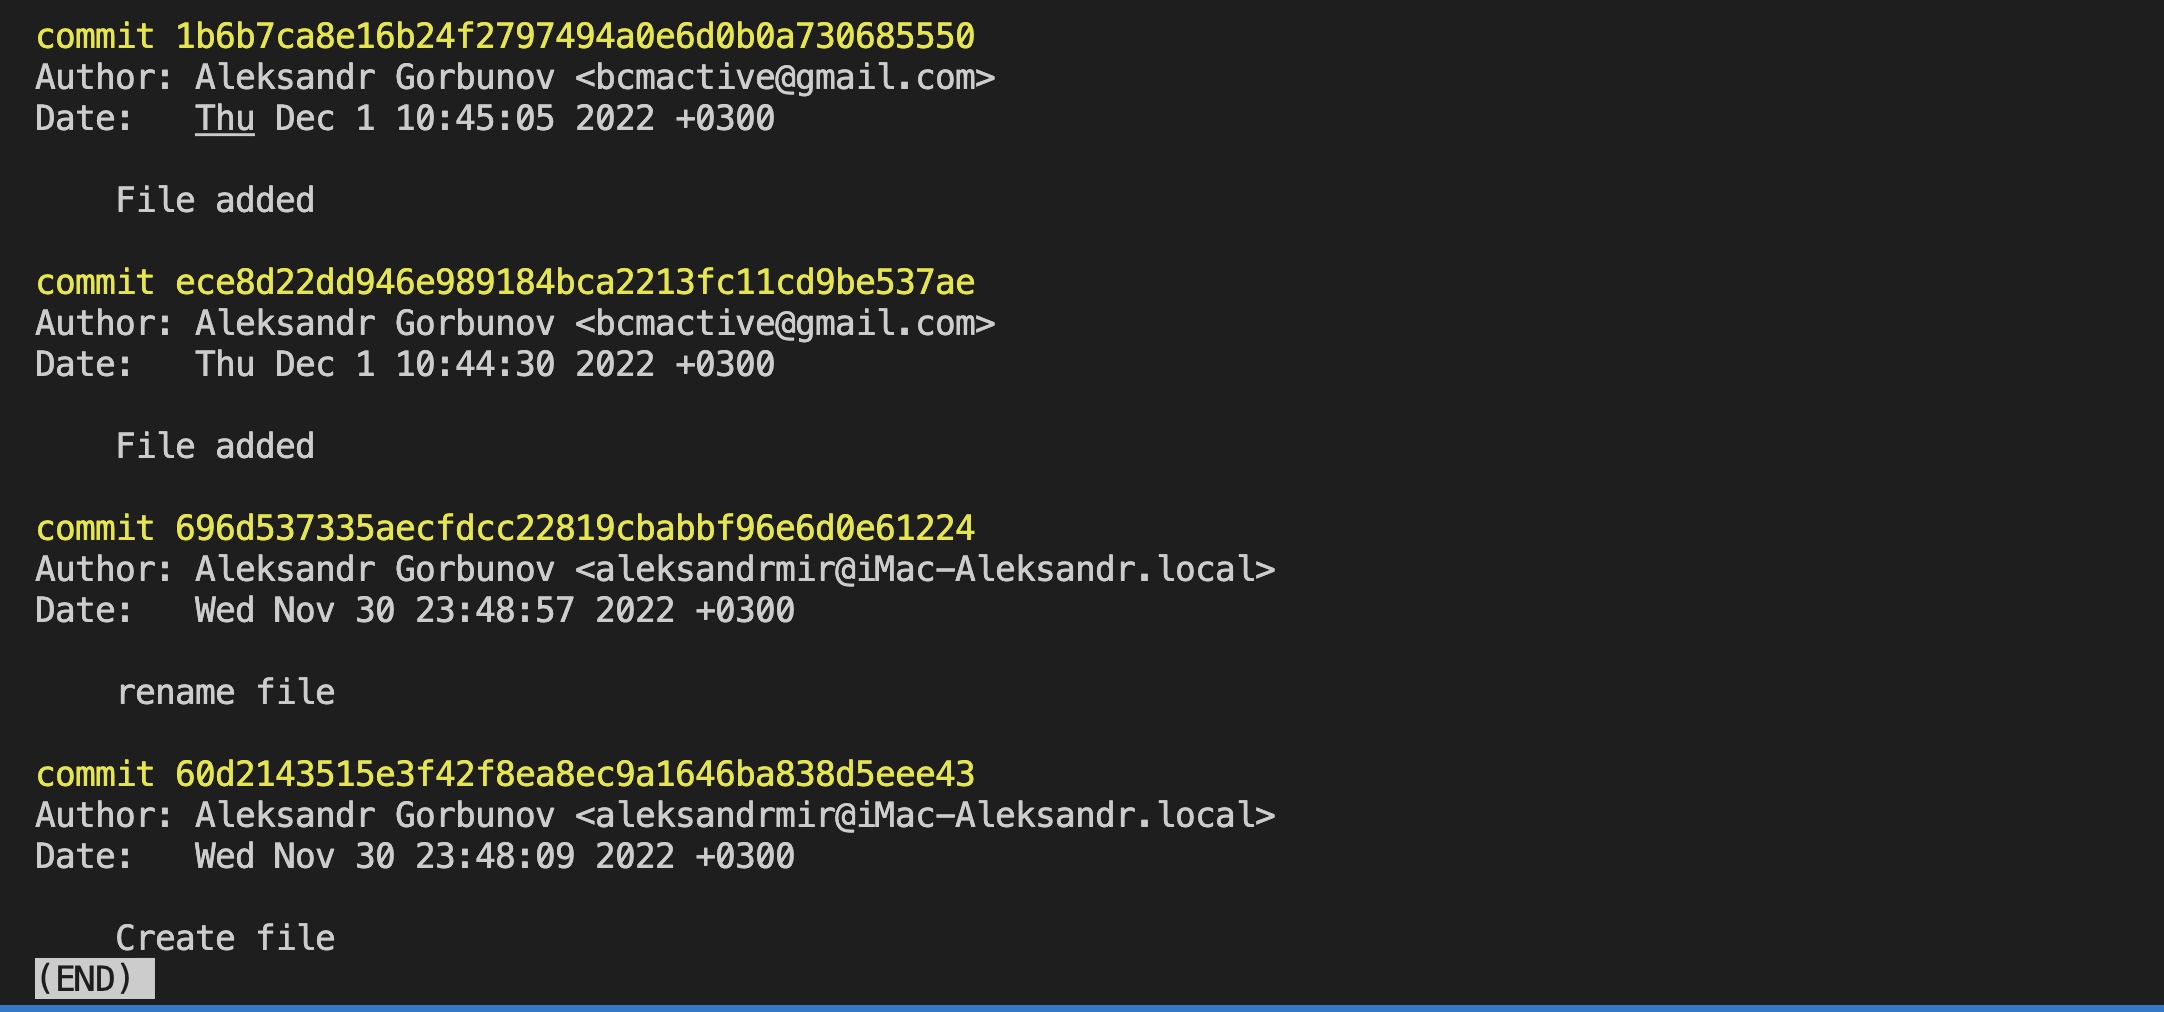 commit 1b6b7ca8e16b24f2797494a0e6d0b0a730685550
Author: Aleksandr Gorbunov <bcmactive@gmail.com>
Date:   Thu Dec 1 10:45:05 2022 +0300

    File added

commit ece8d22dd946e989184bca2213fc11cd9be537ae
Author: Aleksandr Gorbunov <bcmactive@gmail.com>
Date:   Thu Dec 1 10:44:30 2022 +0300

    File added

commit 696d537335aecfdcc22819cbabbf96e6d0e61224
Author: Aleksandr Gorbunov <aleksandrmir@iMac-Aleksandr.local>
Date:   Wed Nov 30 23:48:57 2022 +0300

    rename file

commit 60d2143515e3f42f8ea8ec9a1646ba838d5eee43
Author: Aleksandr Gorbunov <aleksandrmir@iMac-Aleksandr.local>
Date:   Wed Nov 30 23:48:09 2022 +0300

    Create file
(END)